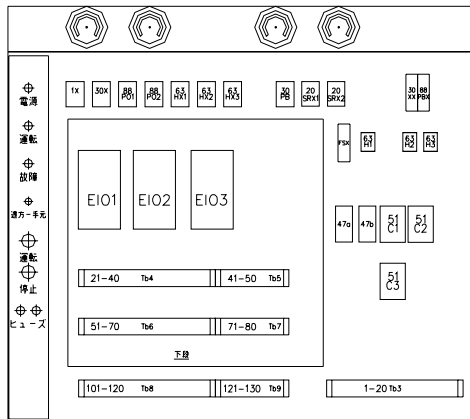 電源
運転
故障
遠方-手元
運転
停止
ヒューズ
1X
30X
88
PO1
88
PO2
63
HX1
63
HX2
63
HX3
30
PB
20
SRX1
20
SRX2
30
XX
88
PBX
FSX
63
H1
63
H2
63
H3
EIO1
EIO2
EIO3
47a
47b
51
C1
51
C2
51
C3
21-40 Tb4
41-50 Tb5
51-70 Tb6
71-80 Tb7
下段
101-120 Tb8
121-130 Tb9
1-20 Tb3